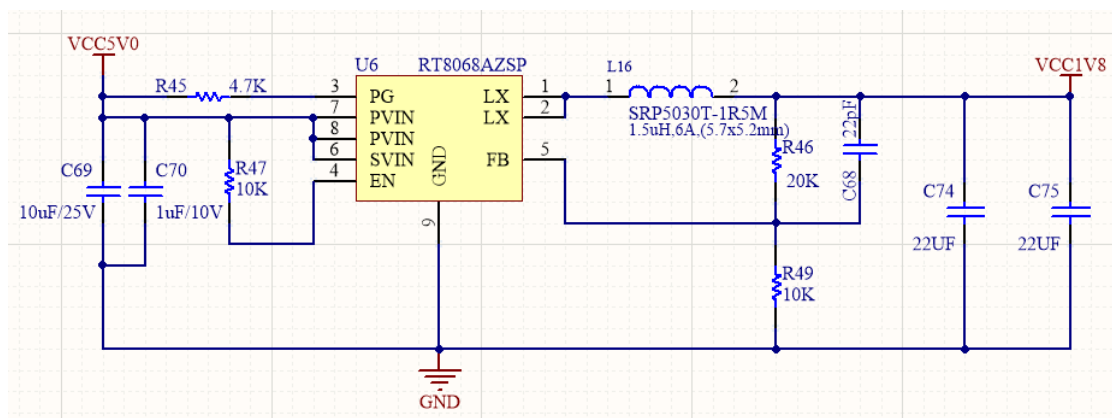 VCC5V0
R45
4.7K
U6
RT8068AZSP
3
PG
LX
1
7
PVIN
LX
2
8
PVIN
6
SVIN
FB
5
4
EN
GND
9
L16
1
2
SRP5030T-1R5M
1.5uH,6A,(5.7x5.2mm)
VCC1V8
C69
10uF/25V
C70
1uF/10V
R47
10K
R46
20K
22pF
C68
R49
10K
C74
22UF
C75
22UF
GND